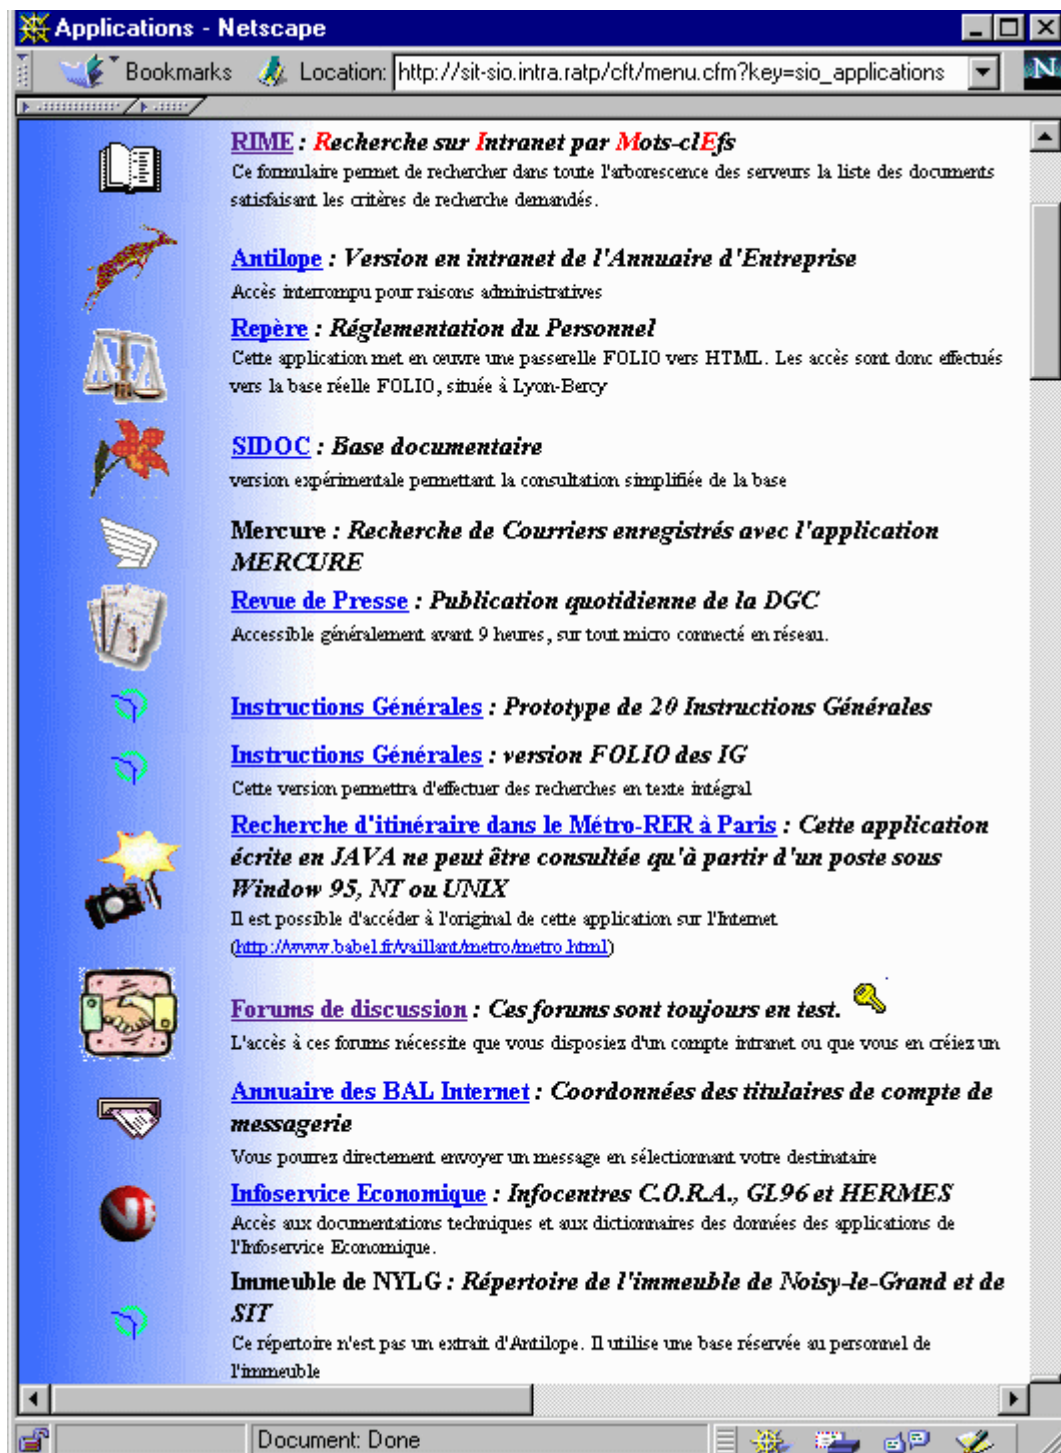 Applications - Netscape
Bookmarks Location: http://sit-sio.intra.ratp/cft/menu.cfm?key=sio_applications N
RIME : Recherche sur Intranet par Mots-clEfs
Ce formulaire permet de rechercher dans toute l'arborescence des serveurs la liste des documents
satisfaisant les critères de recherche demandés.
Antilope : Version en intranet de l'Annuaire d'Entreprise
Accès interrompu pour raisons administratives
Repère : Réglementation du Personnel
Cette application met en œuvre une passerelle FOLIO vers HTML. Les accès sont donc effectués
vers la base réelle FOLIO, située à Lyon-Bercy
SIDOC : Base documentaire
version expérimentale permettant la consultation simplifiée de la base
Mercure : Recherche de Courriers enregistrés avec l'application
MERCURE
Revue de Presse : Publication quotidienne de la DGC
Accessible généralement avant 9 heures, sur tout micro connecté en réseau.
Instructions Générales : Prototype de 20 Instructions Générales
Instructions Générales : version FOLIO des IG
Cette version permettra d'effectuer des recherches en texte intégral
Recherche d'itinéraire dans le Métro-RER à Paris : Cette application
écrite en JAVA ne peut être consultée qu'à partir d'un poste sous
Window 95, NT ou UNIX
Il est possible d'accéder à l'original de cette application sur l'Internet
(http://www.babel.fr/vaillant/metro/metro.html)
Forums de discussion : Ces forums sont toujours en test.
L'accès à ces forums nécessite que vous disposiez d'un compte intranet ou que vous en créiez un
Annuaire des BAL Internet : Coordonnées des titulaires de compte de
messagerie
Vous pourrez directement envoyer un message en sélectionnant votre destinataire
Infoservice Economique : Infocentres C.O.R.A., GL96 et HERMES
Accès aux documentations techniques et aux dictionnaires des données des applications de
l'Infoservice Economique.
Immeuble de NYLG : Répertoire de l'immeuble de Noisy-le-Grand et de
SIT
Ce répertoire n'est pas un extrait d'Antilope. Il utilise une base réservée au personnel de
l'immeuble
Document: Done